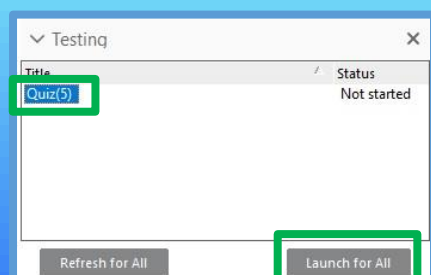 Testing
Title Status
Quiz(5) Not started
Refresh for All Launch for All